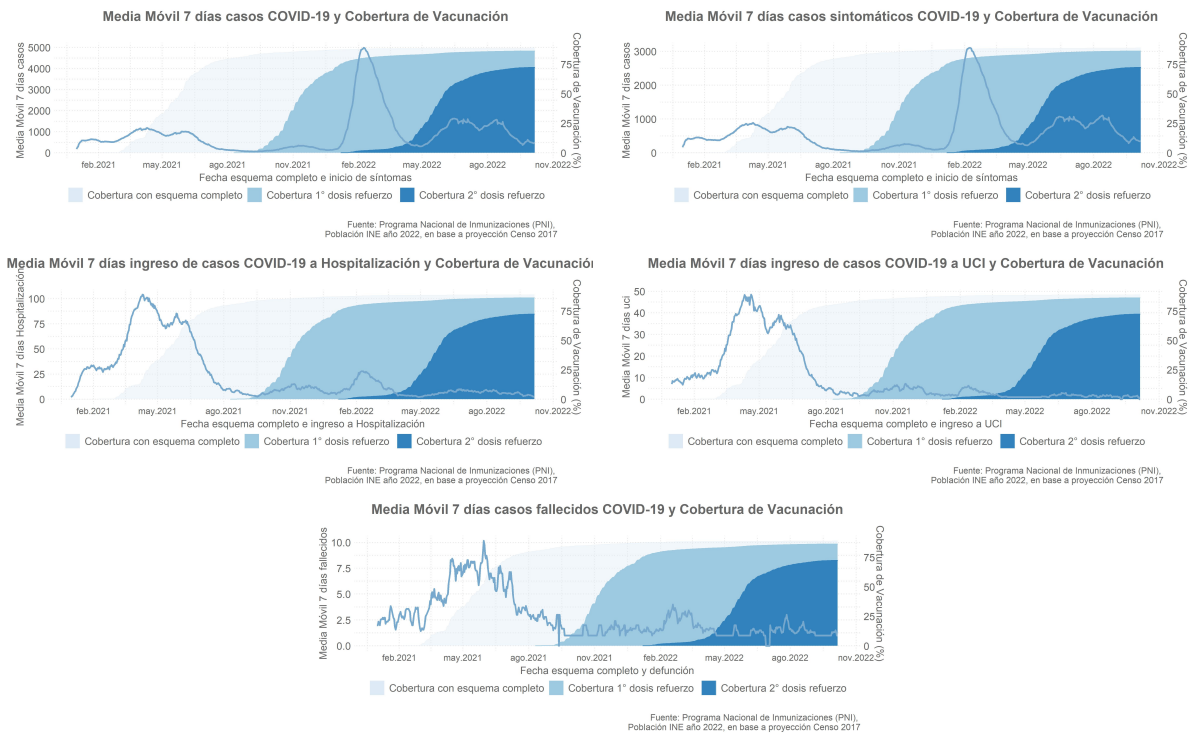 Media Móvil 7 días casos COVID-19 y Cobertura de Vacunación
Media Móvil 7 días casos
5000
4000
3000
2000
1000
0
Cobertura de Vacunación (%)
75
50
25
0
feb.2021 may.2021 ago.2021 nov.2021 feb.2022 may.2022 ago.2022 nov.2022
Fecha esquema completo e inicio de síntomas
Cobertura con esquema completo Cobertura 1° dosis refuerzo Cobertura 2° dosis refuerzo
Fuente: Programa Nacional de Inmunizaciones (PNI),
Población INE año 2022, en base a proyección Censo 2017
Media Móvil 7 días casos sintomáticos COVID-19 y Cobertura de Vacunación
Media Móvil 7 días casos
3000
2000
1000
0
Cobertura de Vacunación (%)
75
50
25
0
feb.2021 may.2021 ago.2021 nov.2021 feb.2022 may.2022 ago.2022 nov.2022
Fecha esquema completo e inicio de síntomas
Cobertura con esquema completo Cobertura 1° dosis refuerzo Cobertura 2° dosis refuerzo
Fuente: Programa Nacional de Inmunizaciones (PNI),
Población INE año 2022, en base a proyección Censo 2017
Media Móvil 7 días ingreso de casos COVID-19 a Hospitalización y Cobertura de Vacunación
Media Móvil 7 días Hospitalización
100
75
50
25
0
Cobertura de Vacunación (%)
75
50
25
0
feb.2021 may.2021 ago.2021 nov.2021 feb.2022 may.2022 ago.2022 nov.2022
Fecha esquema completo e ingreso a Hospitalización
Cobertura con esquema completo Cobertura 1° dosis refuerzo Cobertura 2° dosis refuerzo
Fuente: Programa Nacional de Inmunizaciones (PNI),
Población INE año 2022, en base a proyección Censo 2017
Media Móvil 7 días ingreso de casos COVID-19 a UCI y Cobertura de Vacunación
Media Móvil 7 días uci
50
40
30
20
10
0
Cobertura de Vacunación (%)
75
50
25
0
feb.2021 may.2021 ago.2021 nov.2021 feb.2022 may.2022 ago.2022 nov.2022
Fecha esquema completo e ingreso a UCI
Cobertura con esquema completo Cobertura 1° dosis refuerzo Cobertura 2° dosis refuerzo
Fuente: Programa Nacional de Inmunizaciones (PNI),
Población INE año 2022, en base a proyección Censo 2017
Media Móvil 7 días casos fallecidos COVID-19 y Cobertura de Vacunación
Media Móvil 7 días fallecidos
10.0
7.5
5.0
2.5
0.0
Cobertura de Vacunación (%)
75
50
25
0
feb.2021 may.2021 ago.2021 nov.2021 feb.2022 may.2022 ago.2022 nov.2022
Fecha esquema completo y defunción
Cobertura con esquema completo Cobertura 1° dosis refuerzo Cobertura 2° dosis refuerzo
Fuente: Programa Nacional de Inmunizaciones (PNI),
Población INE año 2022, en base a proyección Censo 2017